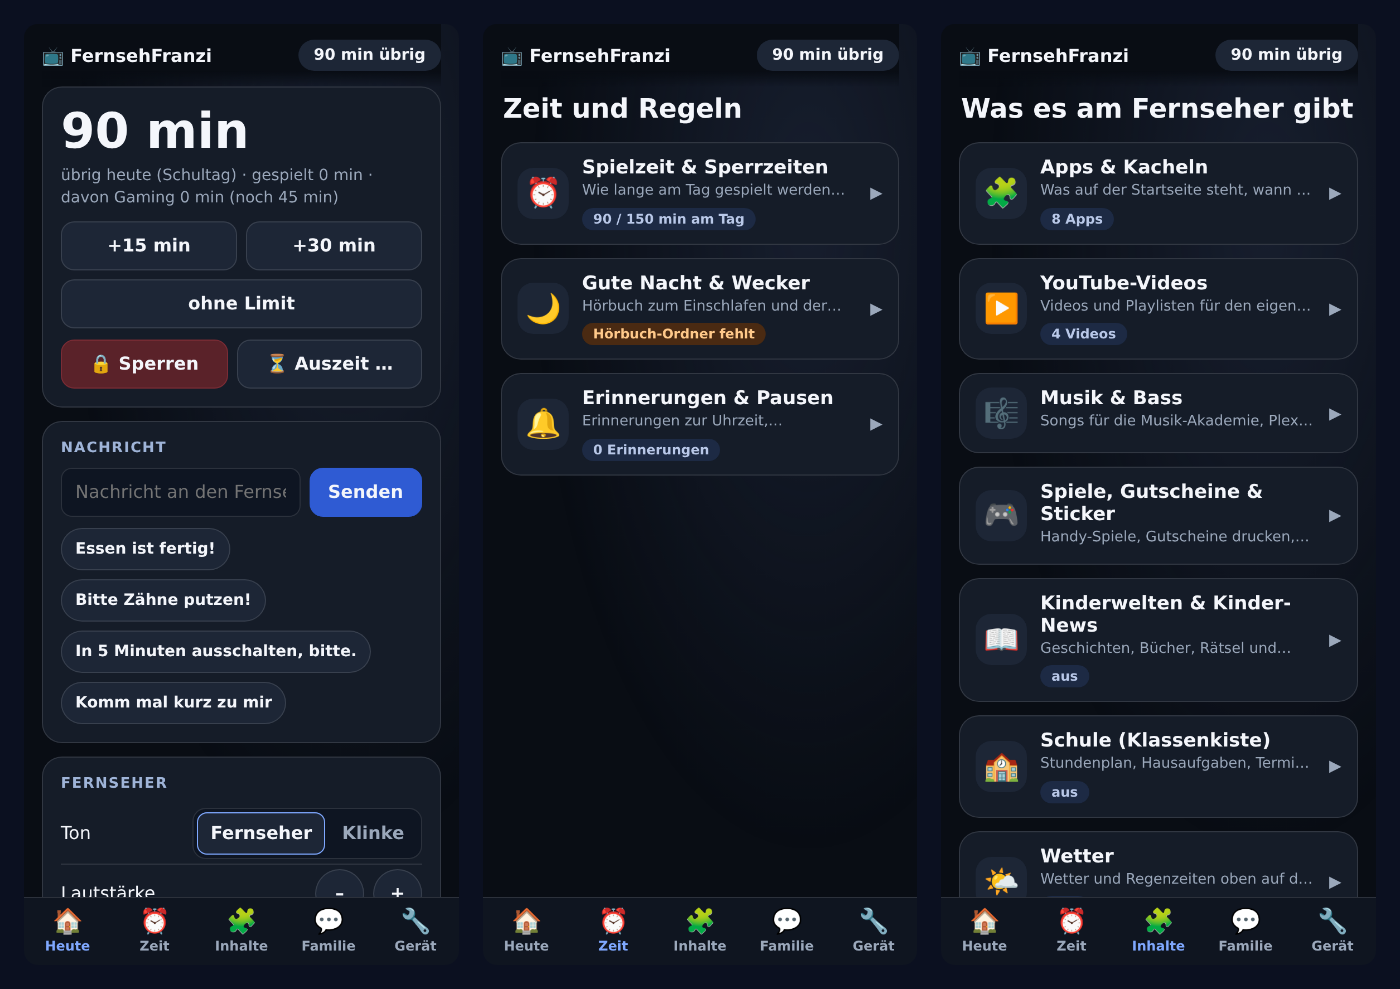 FernsehFranzi
90 min übrig
90 min
übrig heute (Schultag) · gespielt 0 min ·
davon Gaming 0 min (noch 45 min)
+15 min
+30 min
ohne Limit
Sperren
Auszeit ...
NACHRICHT
Nachricht an den Fernse
Senden
Essen ist fertig!
Bitte Zähne putzen!
In 5 Minuten ausschalten, bitte.
Komm mal kurz zu mir
FERNSEHER
Ton
Fernseher
Klinke
Lautstärke
–
+
Heute
Zeit
Inhalte
Familie
Gerät
FernsehFranzi
90 min übrig
Zeit und Regeln
Spielzeit & Sperrzeiten
Wie lange am Tag gespielt werden...
90 / 150 min am Tag
Gute Nacht & Wecker
Hörbuch zum Einschlafen und der...
Hörbuch-Ordner fehlt
Erinnerungen & Pausen
Erinnerungen zur Uhrzeit,...
0 Erinnerungen
Heute
Zeit
Inhalte
Familie
Gerät
FernsehFranzi
90 min übrig
Was es am Fernseher gibt
Apps & Kacheln
Was auf der Startseite steht, wann ...
8 Apps
YouTube-Videos
Videos und Playlisten für den eigen...
4 Videos
Musik & Bass
Songs für die Musik-Akademie, Plex...
Spiele, Gutscheine &
Sticker
Handy-Spiele, Gutscheine drucken,...
Kinderwelten & Kinder-
News
Geschichten, Bücher, Rätsel und...
aus
Schule (Klassenkiste)
Stundenplan, Hausaufgaben, Termi...
aus
Wetter
Wetter und Regenzeiten oben auf d...
Heute
Zeit
Inhalte
Familie
Gerät